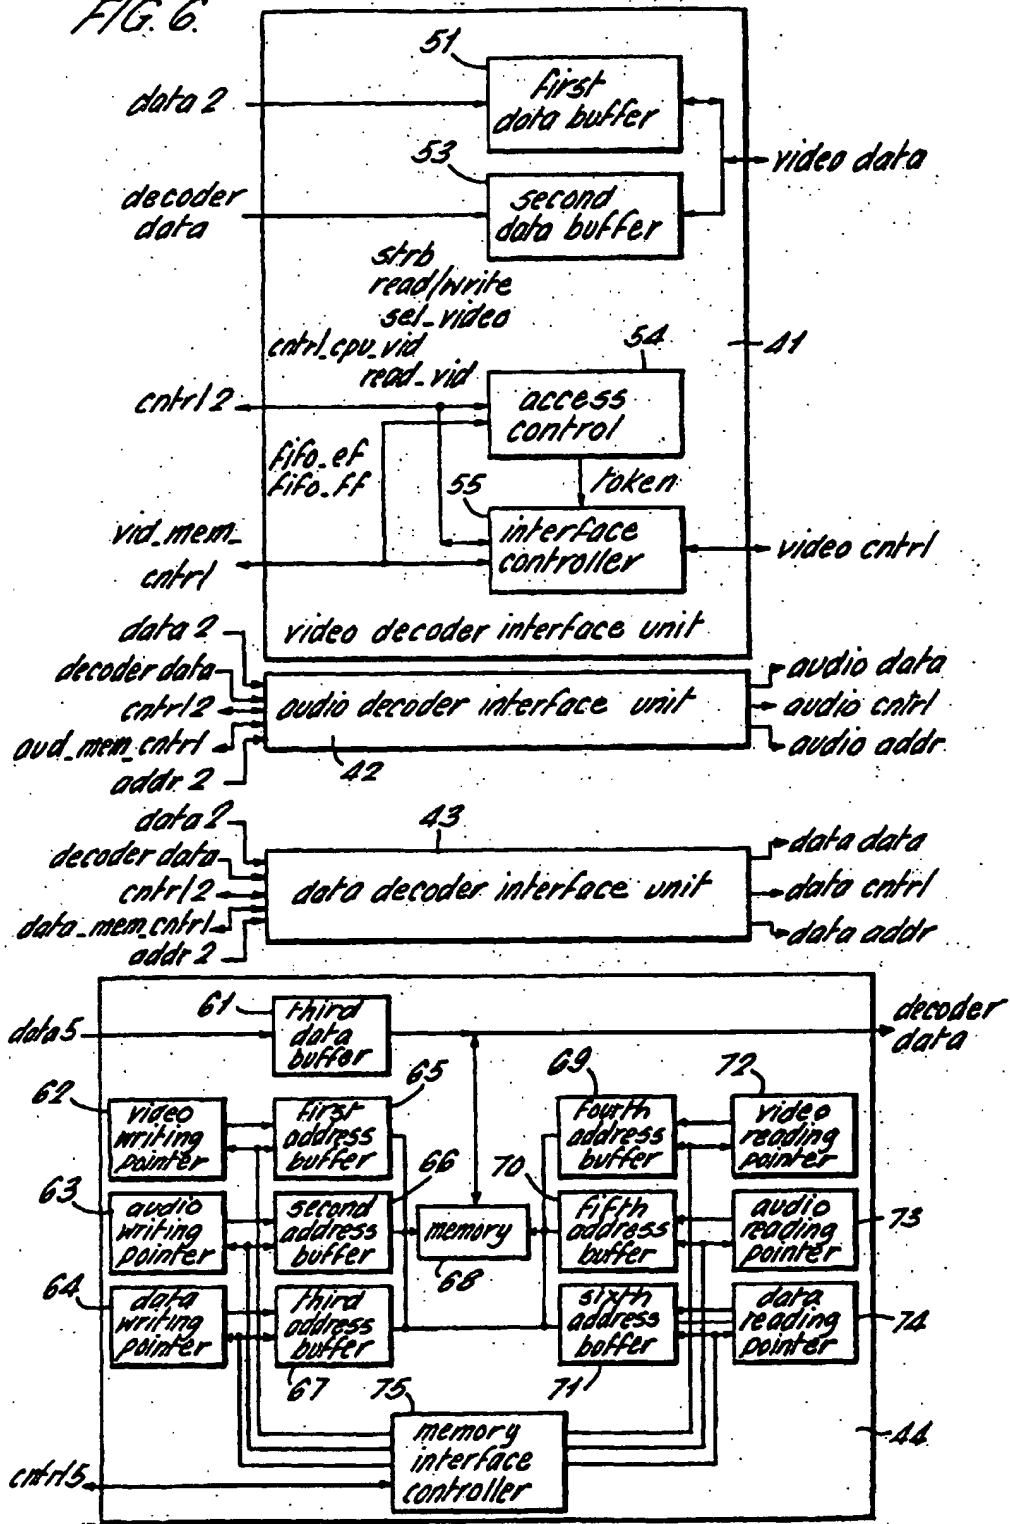 FIG. 6.
51
first
data buffer
data 2
video data
53
second
data buffer
decoder
data
strb
read/write
sel_video
cntrl_cpu_vid
read_vid
54
41
access
control
cntrl 2
fifo_ef
fifo_ff
token
55
interface
controller
vid_mem_
cntrl
video cntrl
video decoder interface unit
data 2
decoder data
cntrl 2
aud_mem_cntrl
addr 2
audio decoder interface unit
42
audio data
audio cntrl
audio addr
data 2
decoder data
cntrl 2
data_mem_cntrl
addr 2
43
data decoder interface unit
data data
data cntrl
data addr
data 5
61
third
data
buffer
decoder
data
62
video
writing
pointer
65
first
address
buffer
69
fourth
address
buffer
72
video
reading
pointer
63
audio
writing
pointer
66
second
address
buffer
memory
68
70
fifth
address
buffer
audio
reading
pointer
73
64
data
writing
pointer
third
address
buffer
67
sixth
address
buffer
71
data
reading
pointer
74
75
memory
interface
controller
44
cntrl 5